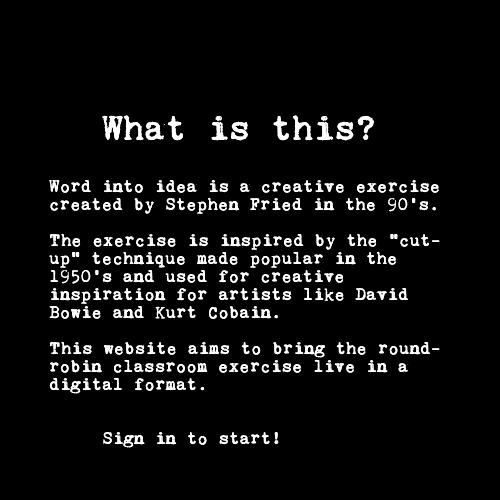 What is this?
Word into idea is a creative exercise
created by Stephen Fried in the 90's.
The exercise is inspired by the "cut-
up" technique made popular in the
1950's and used for creative
inspiration for artists like David
Bowie and Kurt Cobain.
This website aims to bring the round-
robin classroom exercise live in a
digital format.
Sign in to start!